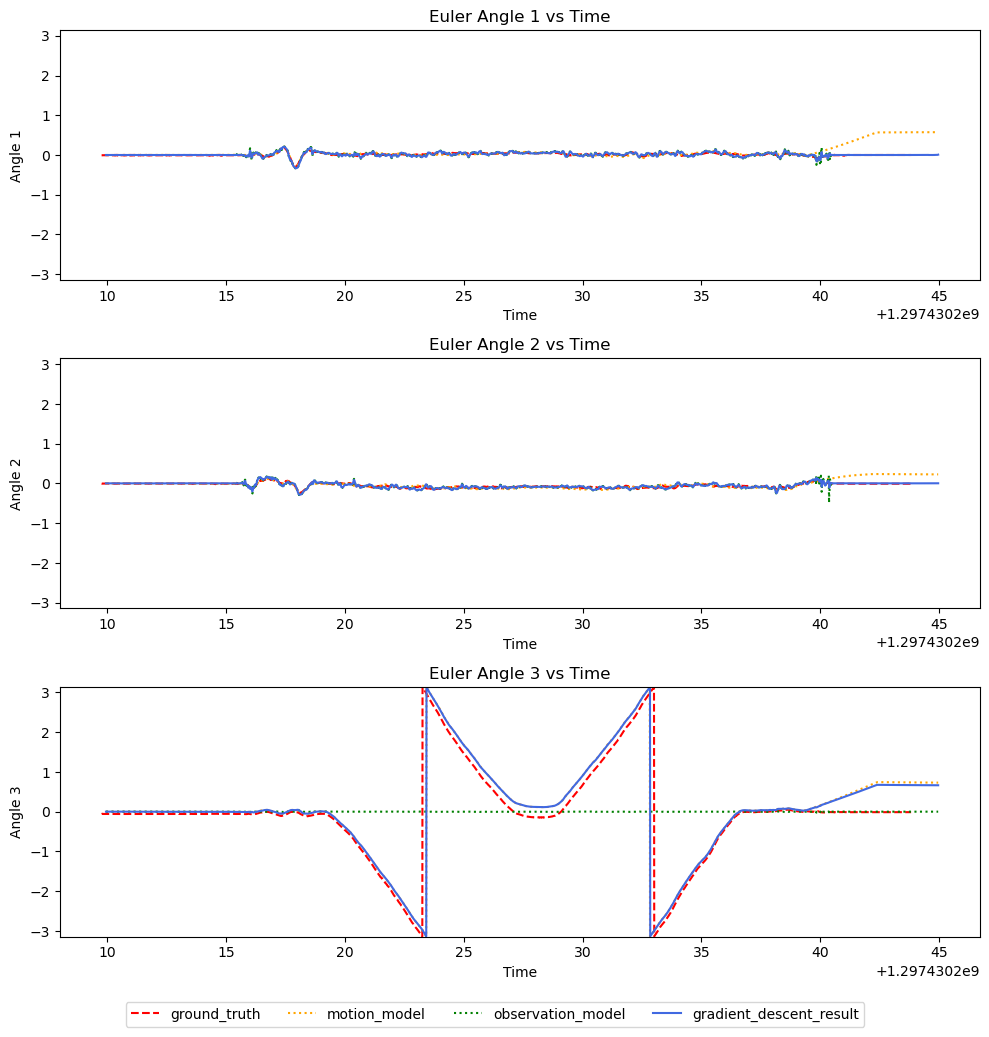 Euler Angle 1 vs Time
3
2
1
0
−1
−2
−3
Angle 1
10 15 20 25 30 35 40 45
Time
+1.2974302e9
Euler Angle 2 vs Time
3
2
1
0
−1
−2
−3
Angle 2
10 15 20 25 30 35 40 45
Time
+1.2974302e9
Euler Angle 3 vs Time
3
2
1
0
−1
−2
−3
Angle 3
10 15 20 25 30 35 40 45
Time
+1.2974302e9
ground_truth motion_model observation_model gradient_descent_result